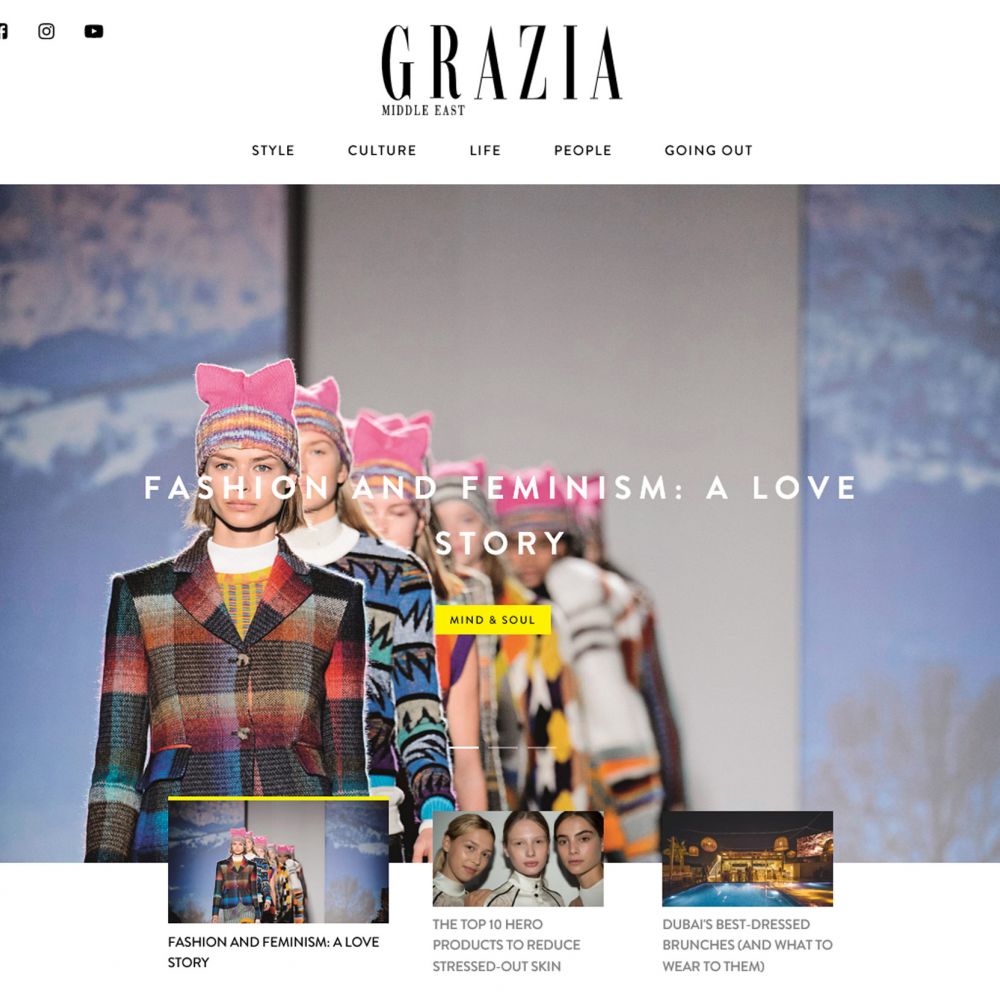 GRAZIA
MIDDLE EAST
STYLE CULTURE LIFE PEOPLE GOING OUT
FASHION AND FEMINISM: A LOVE
STORY
MIND & SOUL
FASHION AND FEMINISM: A LOVE
STORY
THE TOP 10 HERO
PRODUCTS TO REDUCE
STRESSED-OUT SKIN
DUBAI'S BEST-DRESSED
BRUNCHES (AND WHAT TO
WEAR TO THEM)